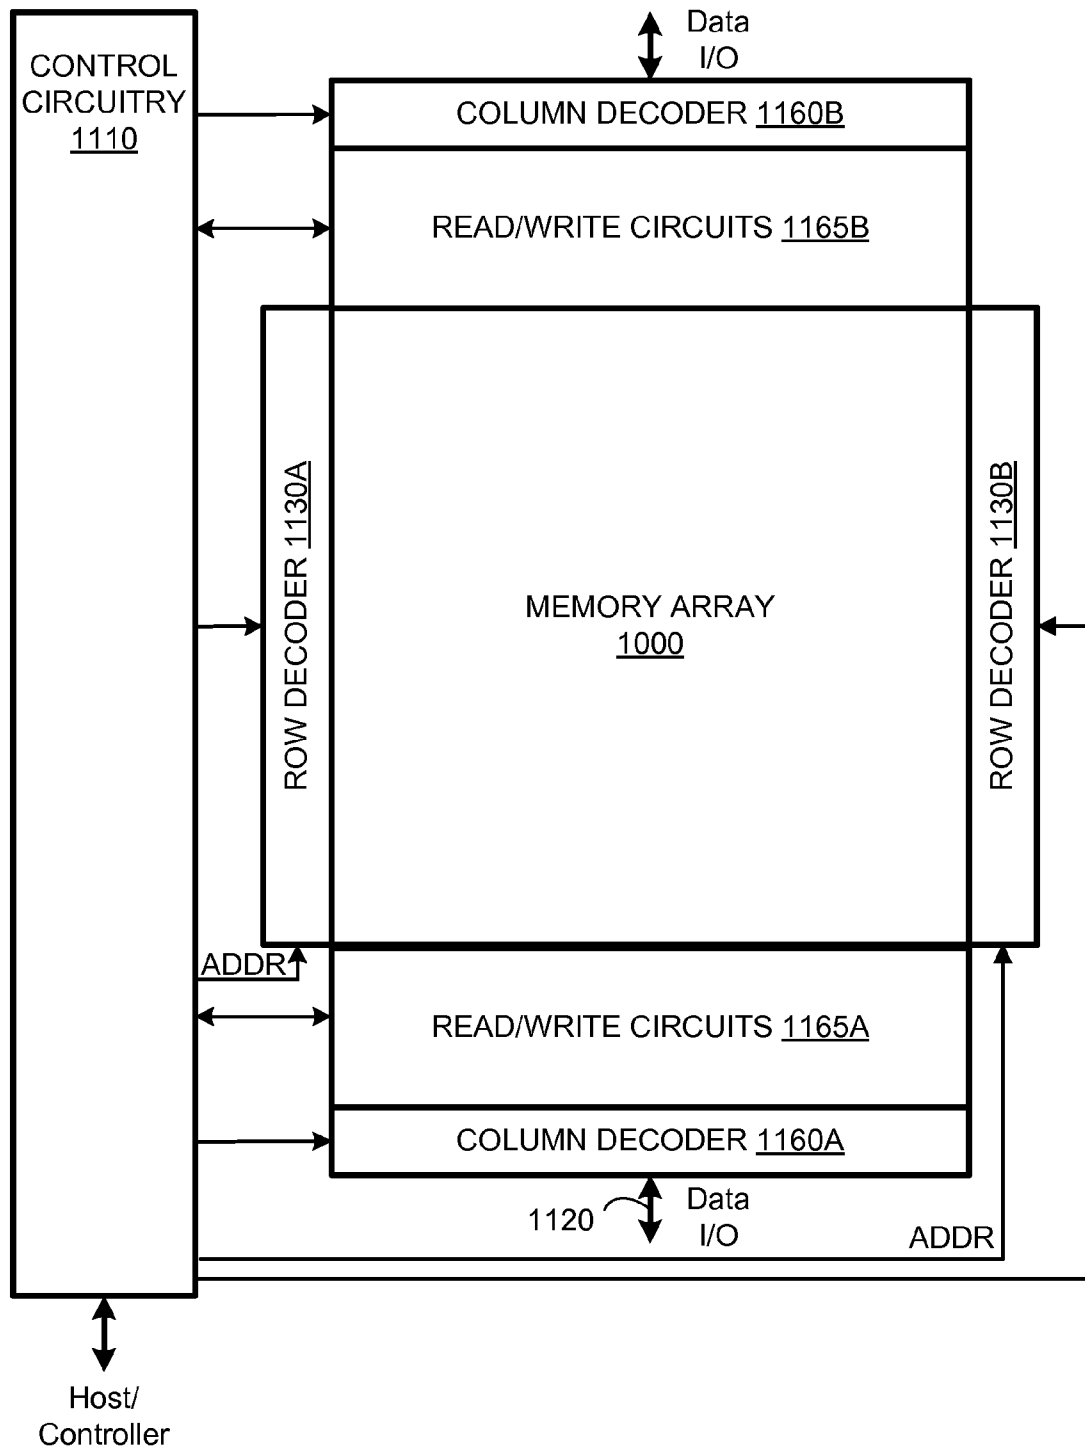 CONTROL
CIRCUITRY
1110
Data
I/O
COLUMN DECODER 1160B
READ/WRITE CIRCUITS 1165B
ROW DECODER 1130A
MEMORY ARRAY
1000
ROW DECODER 1130B
ADDR
READ/WRITE CIRCUITS 1165A
COLUMN DECODER 1160A
1120
Data
I/O
ADDR
Host/
Controller